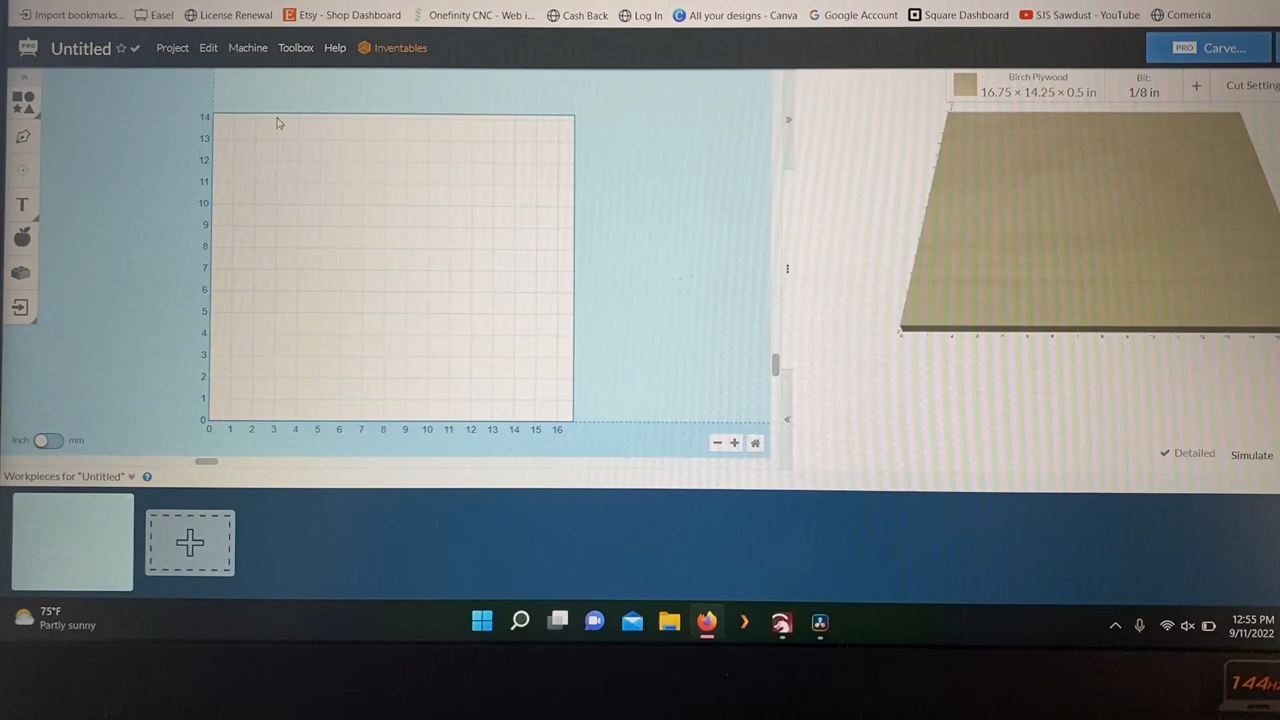 Import bookmarks... Easel License Renewal Etsy - Shop Dashboard Onefinity CNC - Web i... Cash Back Log In All your designs - Canva Google Account Square Dashboard SJS Sawdust - YouTube Comerica
PRO Untitled Project Edit Machine Toolbox Help Inventables PRO Carve...
Birch Plywood
16.75 × 14.25 × 0.5 in
Bit:
1/8 in
+
Cut Setting
T
14
13
12
11
10
9
8
7
6
5
4
3
2
1
0
0 1 2 3 4 5 6 7 8 9 10 11 12 13 14 15 16
inch mm
Detailed Simulate
Workpieces for "Untitled" ?
75°F
Partly sunny
12:55 PM
9/11/2022
144Hz